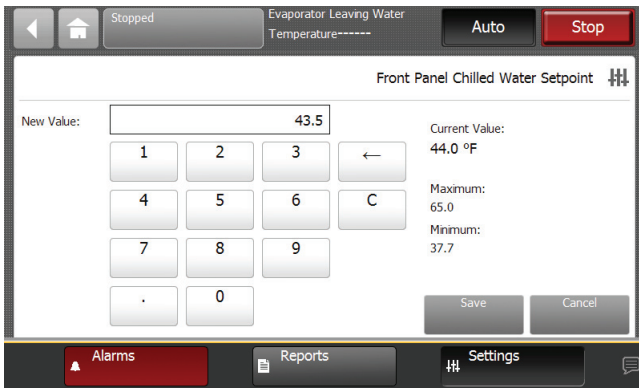 Stopped
Evaporator Leaving Water
Temperature------
Auto
Stop
Front Panel Chilled Water Setpoint
New Value:
43.5
1 2 3 ←
4 5 6 C
7 8 9
. 0
Current Value:
44.0 ºF
Maximum:
65.0
Minimum:
37.7
Save
Cancel
Alarms
Reports
Settings